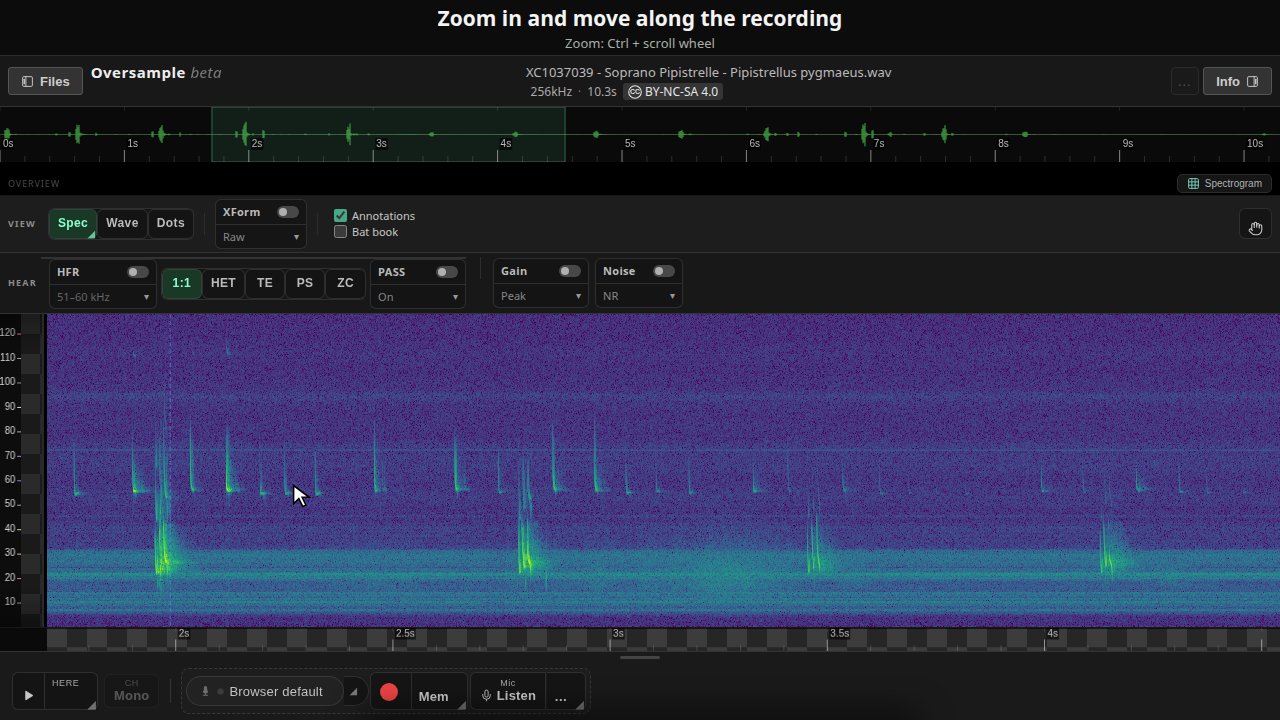 Zoom in and move along the recording
Zoom: Ctrl + scroll wheel
Files
Oversample beta
XC1037039 - Soprano Pipistrelle - Pipistrellus pygmaeus.wav
256kHz · 10.3s CC BY-NC-SA 4.0
...
Info
0s 1s 2s 3s 4s 5s 6s 7s 8s 9s 10s
OVERVIEW
Spectrogram
VIEW
Spec Wave Dots
XForm
Raw
Annotations
Bat book
HEAR
HFR
51–60 kHz
1:1 HET TE PS ZC
PASS
On
Gain
Peak
Noise
NR
120
110
100
90
80
70
60
50
40
30
20
10
2s 2.5s 3s 3.5s 4s
HERE
CH
Mono
Browser default
Mem
Mic
Listen
...